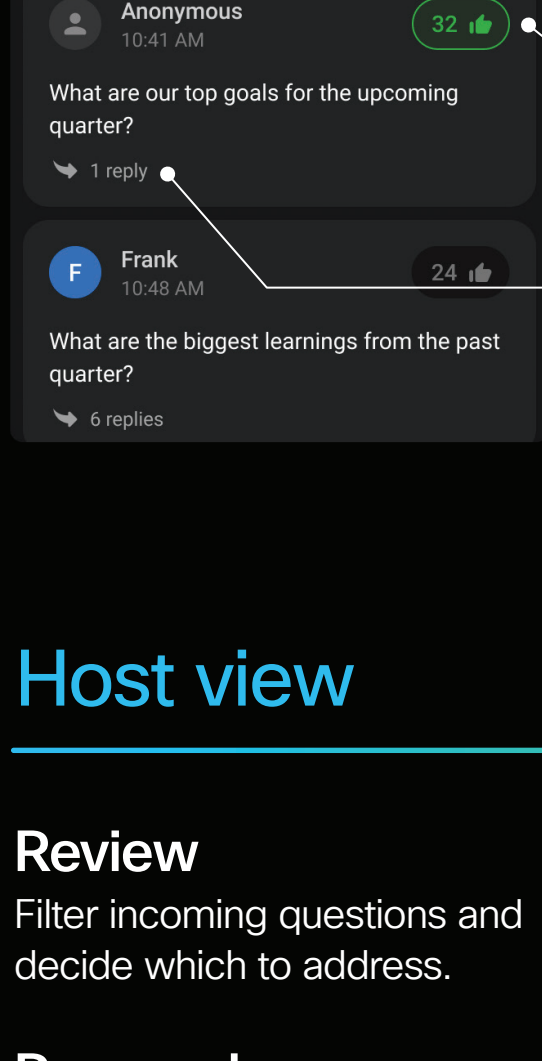 Anonymous
32
10:41 AM
What are our top goals for the upcoming
quarter?
1 reply
F
Frank
24
10:48 AM
What are the biggest learnings from the past
quarter?
6 replies
Host view
Review
Filter incoming questions and
decide which to address.